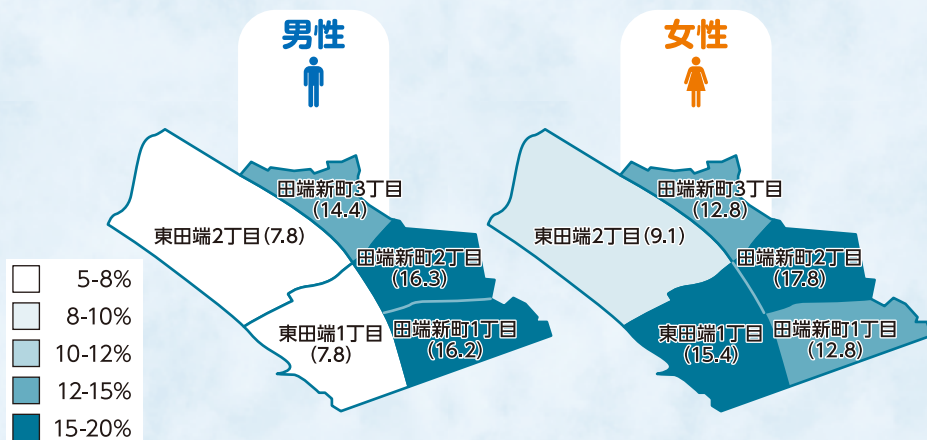 男性
田端新町3丁目
(14.4)
東田端2丁目(7.8)
田端新町2丁目
(16.3)
東田端1丁目
(7.8)
田端新町1丁目
(16.2)
女性
田端新町3丁目
(12.8)
東田端2丁目(9.1)
田端新町2丁目
(17.8)
東田端1丁目
(15.4)
田端新町1丁目
(12.8)
5-8%
8-10%
10-12%
12-15%
15-20%